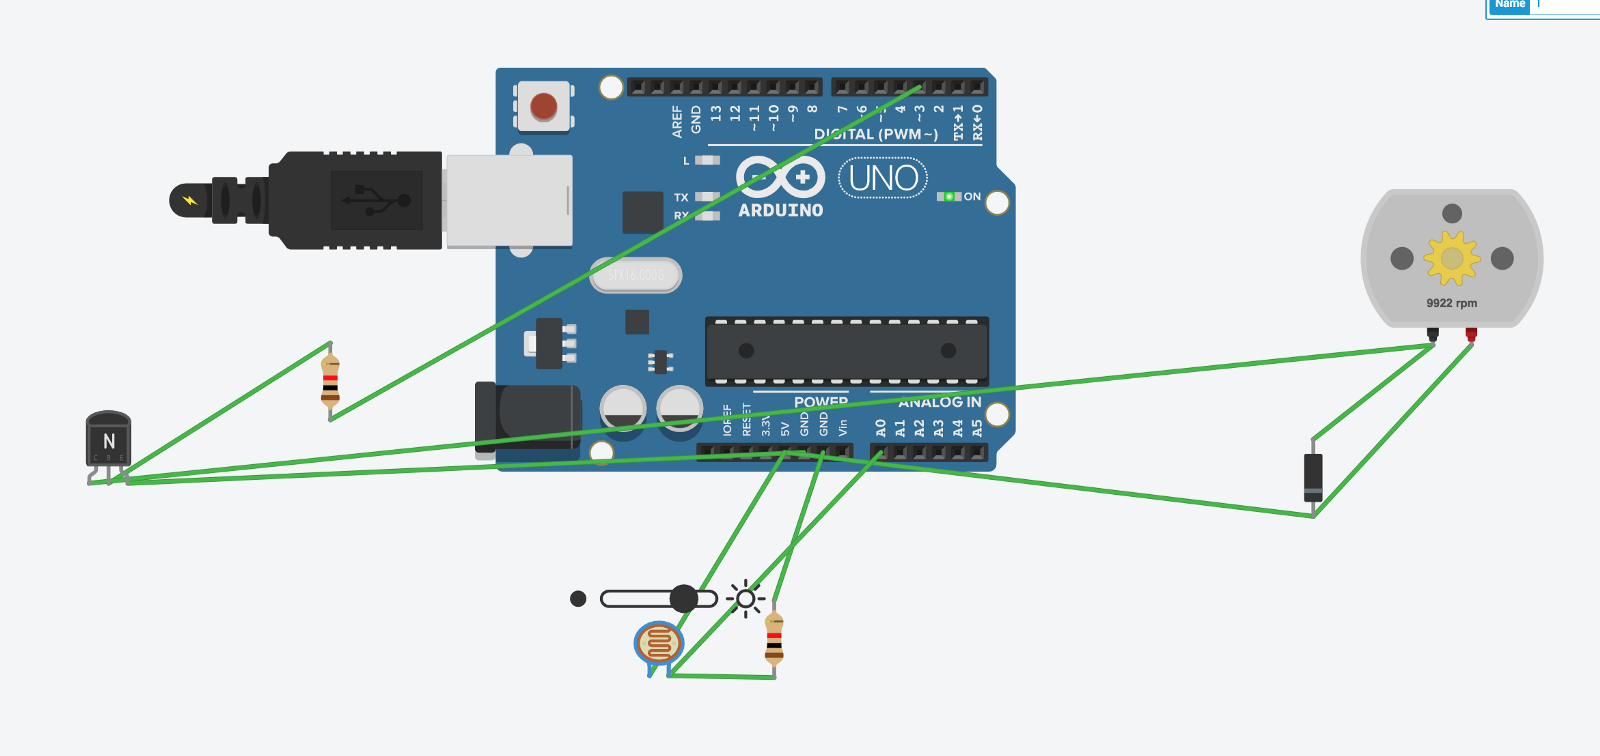 Name
AREF
GND
13
12
~11
~10
~9
8
7
~6
~5
4
~3
2
TX→1
RX←0
DIGITAL (PWM~)
L
TX
RX
UNO
ARDUINO
ON
SPK16.000G
9922 rpm
POWER
ANALOG IN
IOREF
RESET
3.3V
5V
GND
GND
Vin
A0
A1
A2
A3
A4
A5
N
C B E